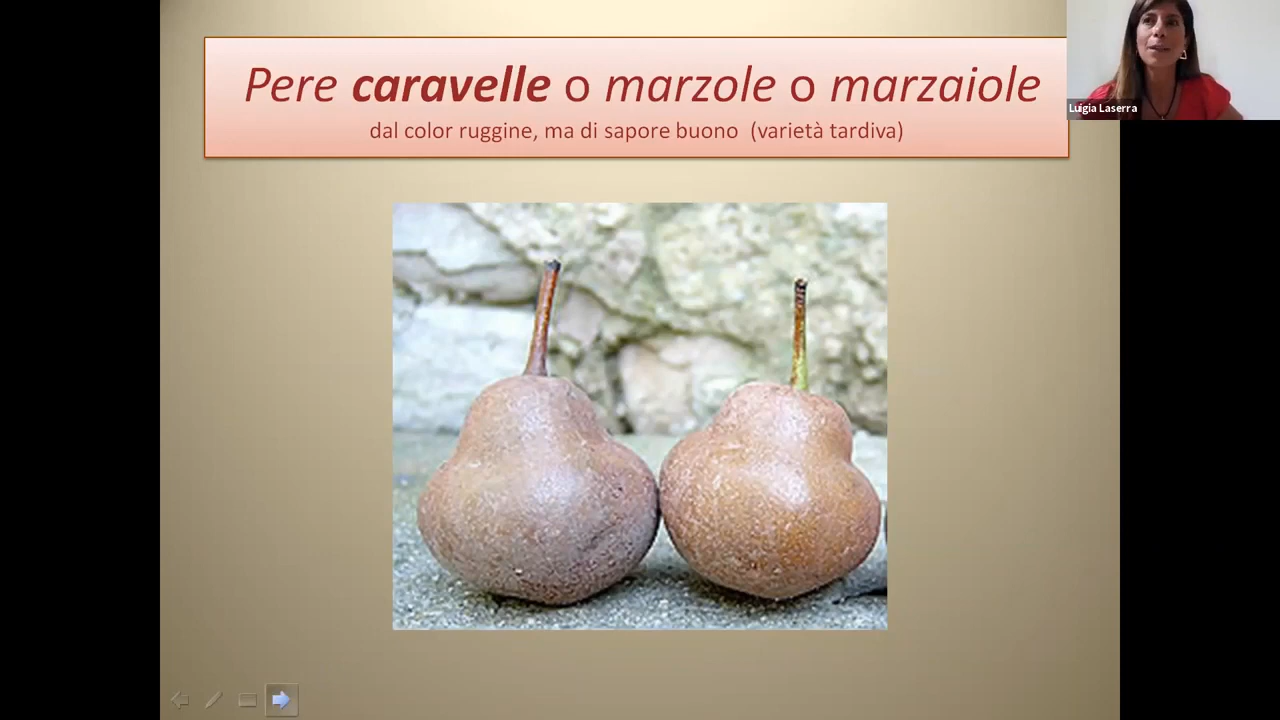 Pere caravelle o marzole o marzaiole
dal color ruggine, ma di sapore buono (varietà tardiva)
Luigia Laserra